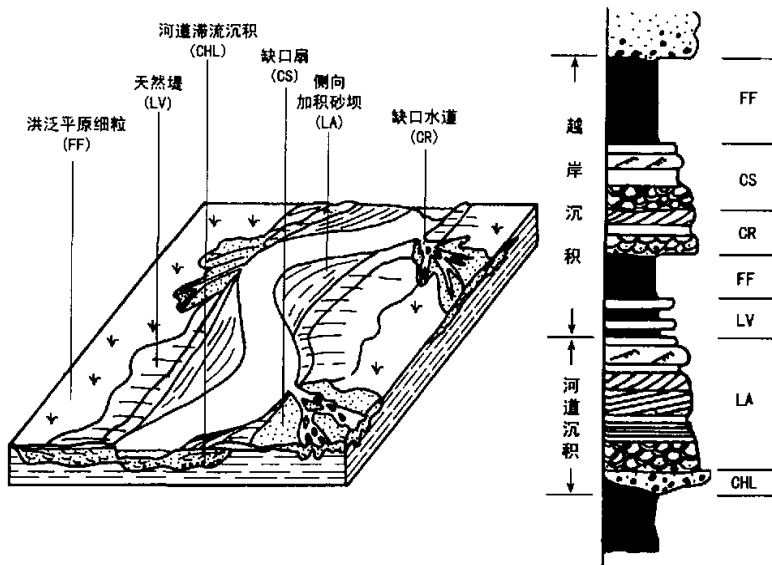 河道滞流沉积
(CHL)
缺口扇
(CS)
天然堤
(LV)
侧向
加积砂坝
(LA)
缺口水道
(CR)
洪泛平原细粒
(FF)
越岸沉积
河道沉积
FF
CS
CR
FF
LV
LA
CHL